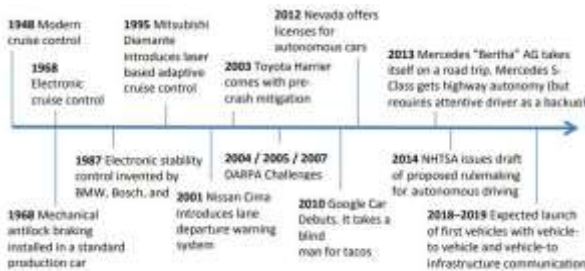 1948 Modern
cruise control
1968
Electronic
cruise control
1995 Mitsubishi
Diamante
introduces laser
based adaptive
cruise control
2003 Toyota Harrier
comes with pre-
crash mitigation
2012 Nevada offers
licenses for
autonomous cars
2013 Mercedes "Bertha" AG takes
itself on a road trip, Mercedes S-
Class gets highway autonomy (but
requires attentive driver as a backup)
1968 Mechanical
antilock braking
installed in a standard
production car
1987 Electronic stability
control invented by
BMW, Bosch, and
2001 Nissan Cima
Introduces lane
departure warning
system
2004 / 2005 / 2007
DARPA Challenges
2010 Google Car
Debuts. It takes a
blind
man for tacos
2014 NHTSA issues draft
of proposed rulemaking
for autonomous driving
2018–2019 Expected launch
of first vehicles with vehicle-
to vehicle and vehicle-to
infrastructure communication